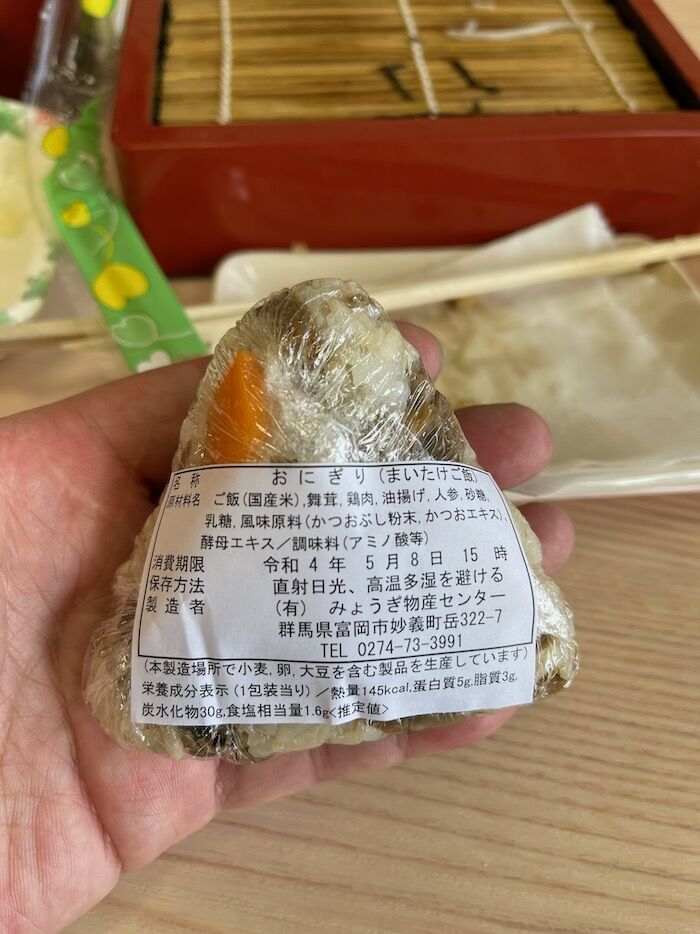 名称 おにぎり(まいたけご飯)
原材料名 ご飯(国産米),舞茸,鶏肉,油揚げ,人参,砂糖,
乳糖,風味原料(かつおぶし粉末,かつおエキス),
酵母エキス/調味料(アミノ酸等)
消費期限 令和4年 5月8日 15時
保存方法 直射日光、高温多湿を避ける
製造者 (有) みょうぎ物産センター
群馬県富岡市妙義町岳322-7
TEL 0274-73-3991
(本製造場所で小麦,卵,大豆を含む製品を生産しています)
栄養成分表示(1包装当り)/熱量145kcal,蛋白質5g,脂質3g,
炭水化物30g,食塩相当量1.6g<推定値>